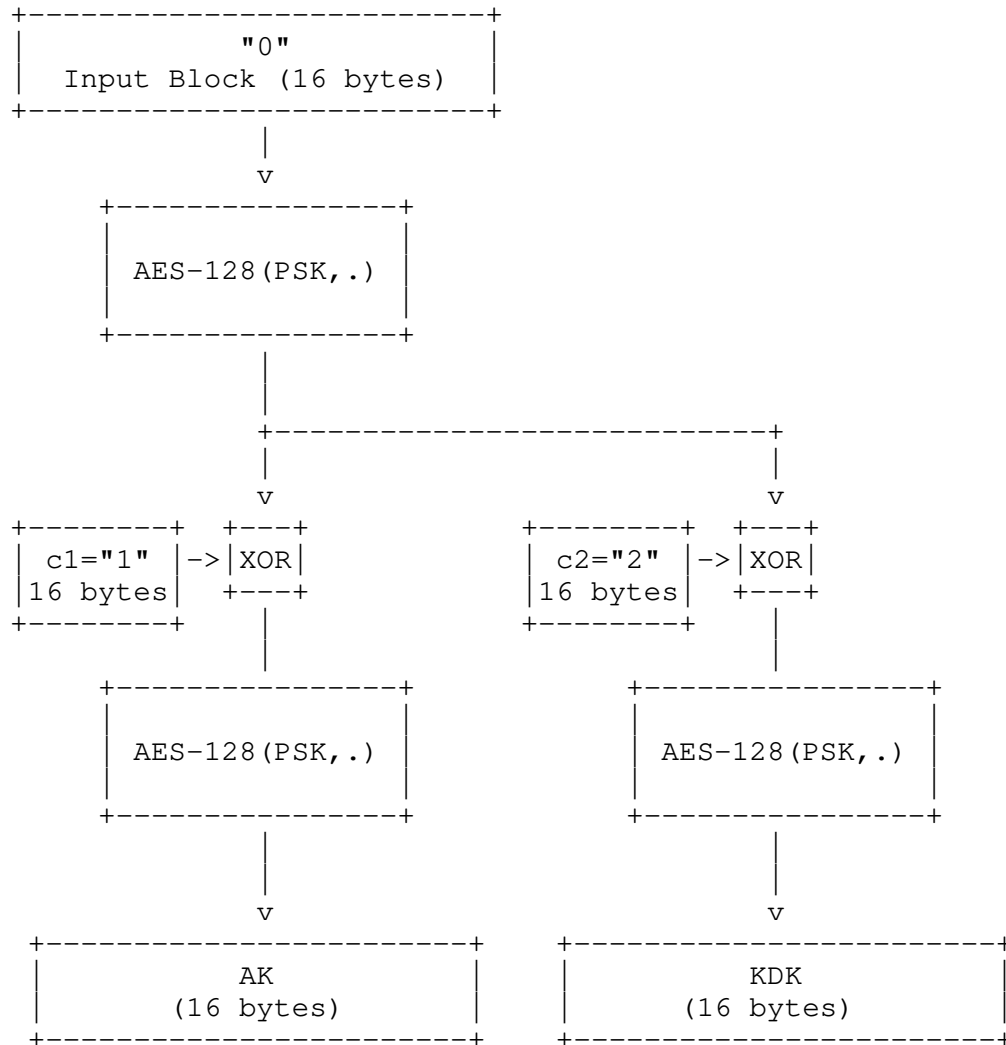 "0"
Input Block (16 bytes)
v
AES-128(PSK,.)
v v
c1="1" -> XOR c2="2" -> XOR
16 bytes 16 bytes
AES-128(PSK,.) AES-128(PSK,.)
v v
AK KDK
(16 bytes) (16 bytes)